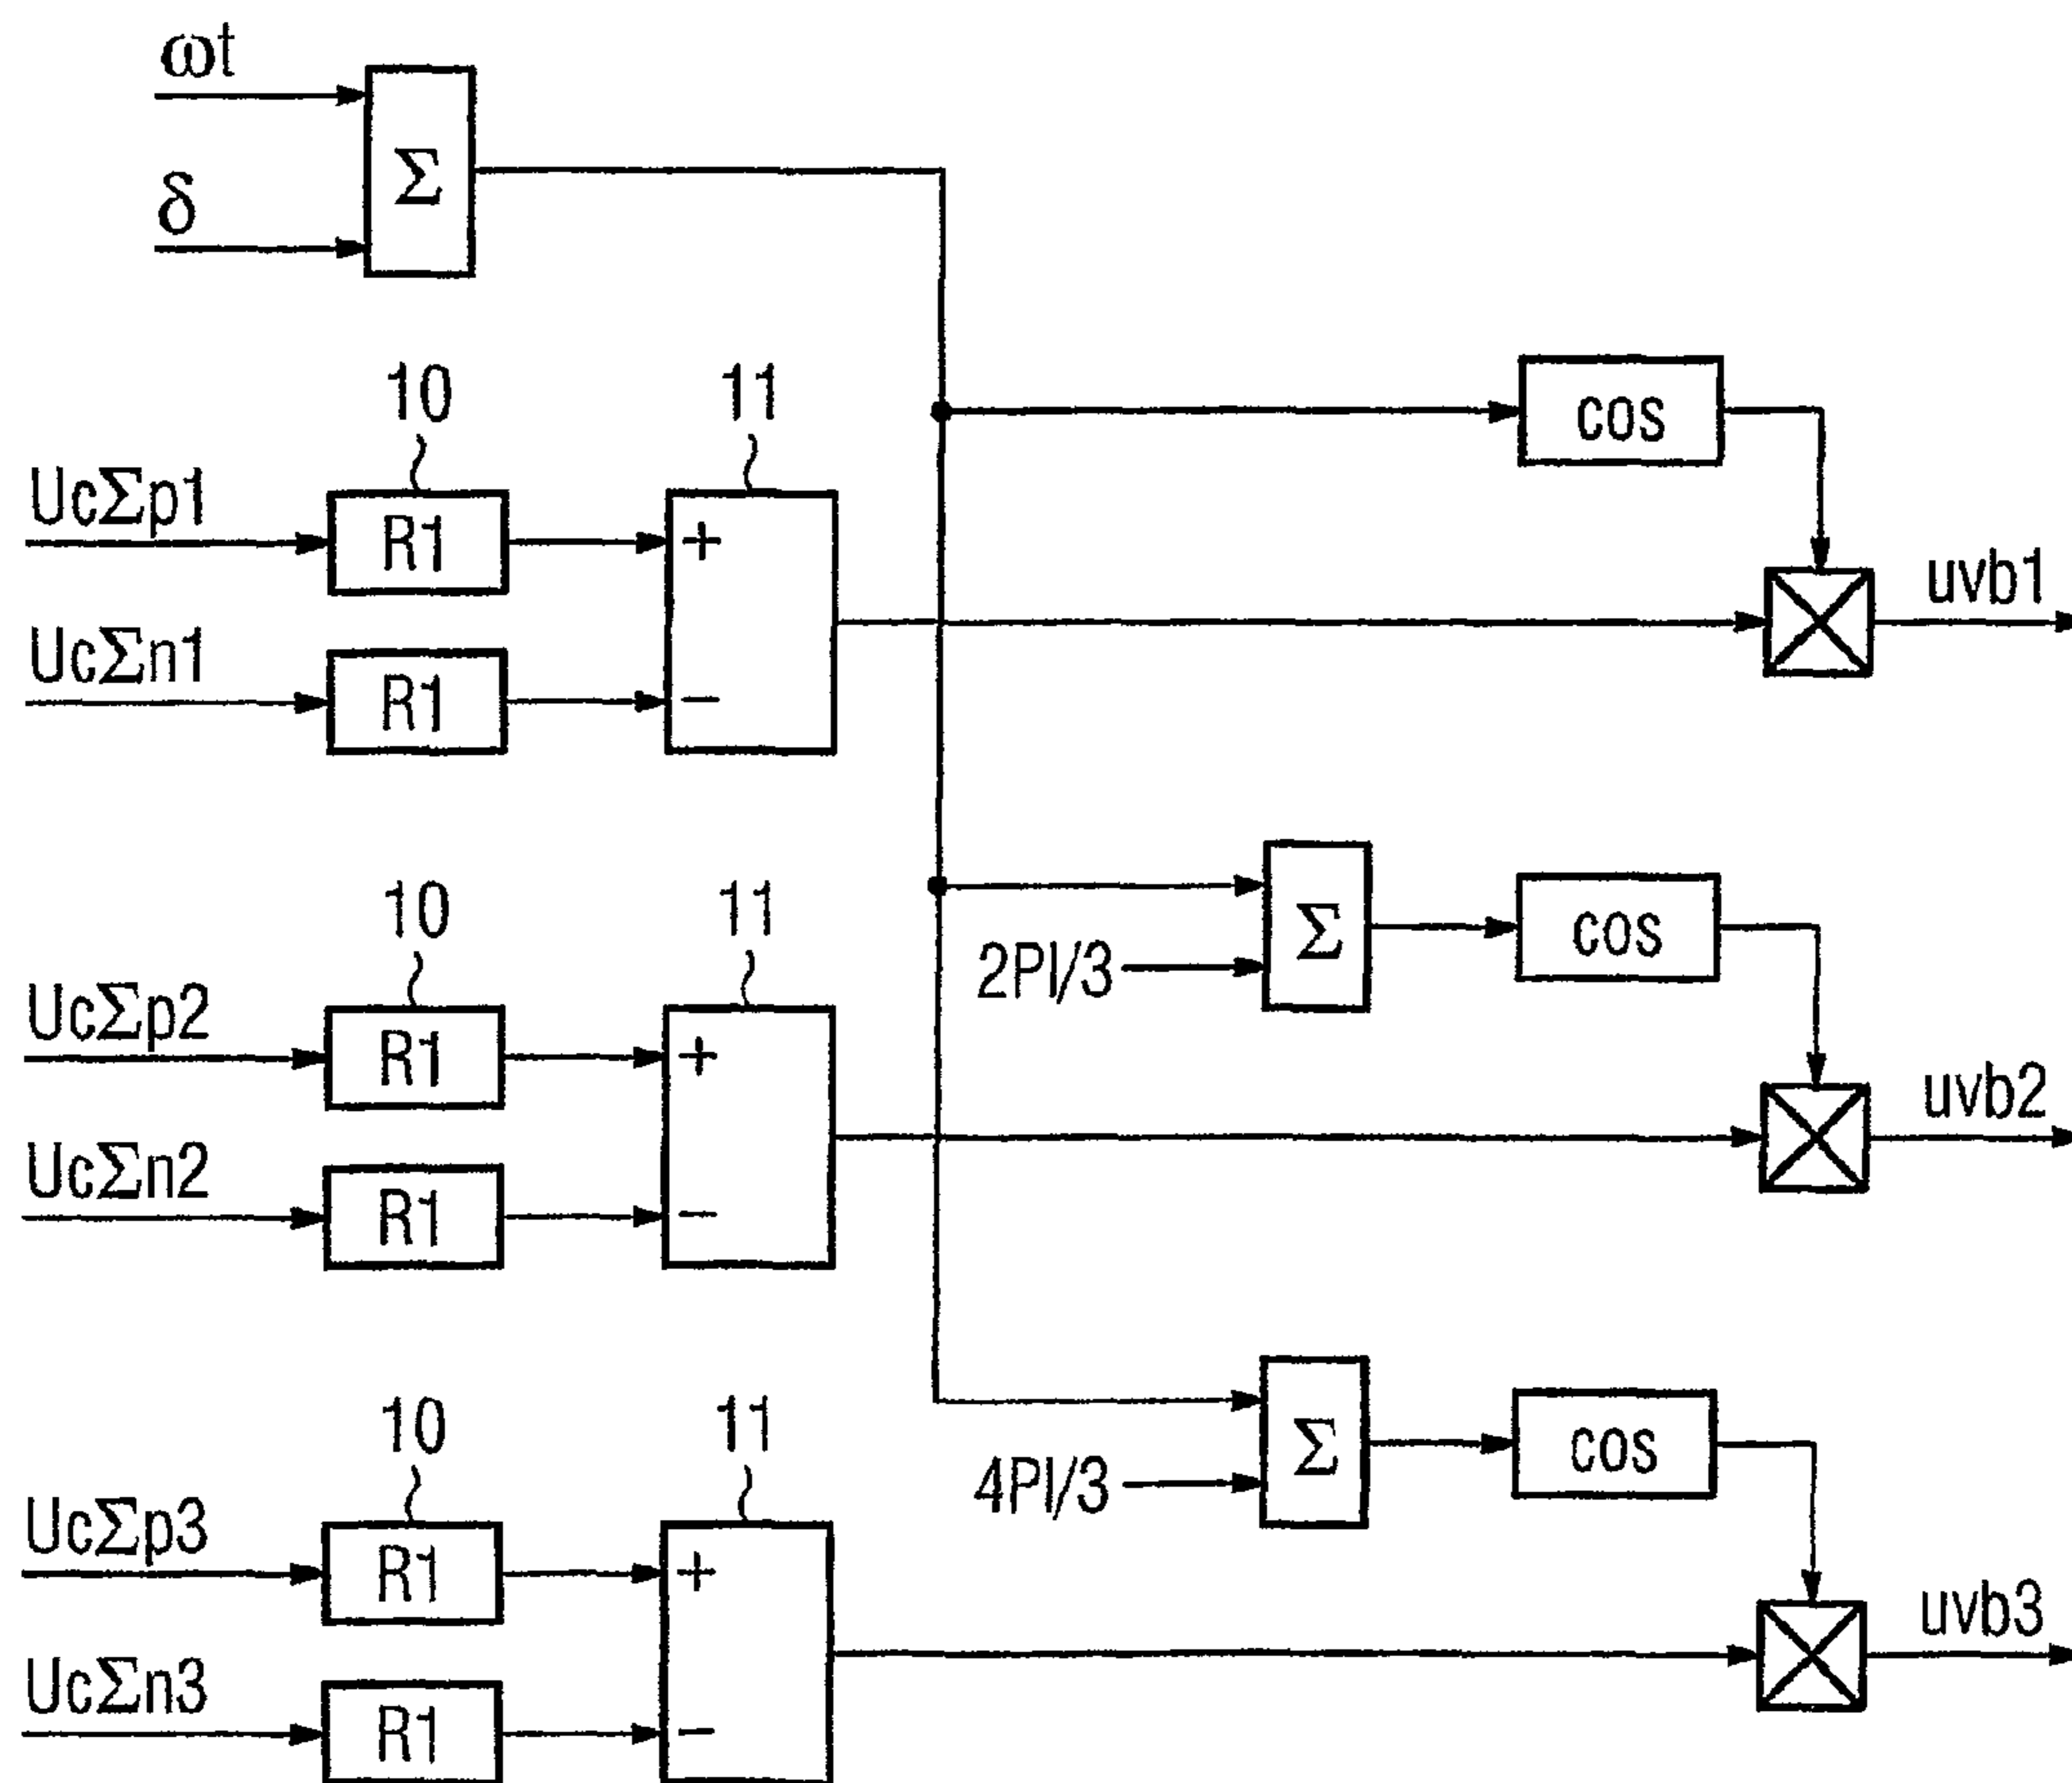 ωt
δ
Σ
10
11
cos
UcΣp1
R1
+
uvb1
UcΣn1
R1
−
10
11
Σ
cos
2PI/3
UcΣp2
R1
+
uvb2
UcΣn2
R1
−
10
11
Σ
cos
4PI/3
UcΣp3
R1
+
uvb3
UcΣn3
R1
−